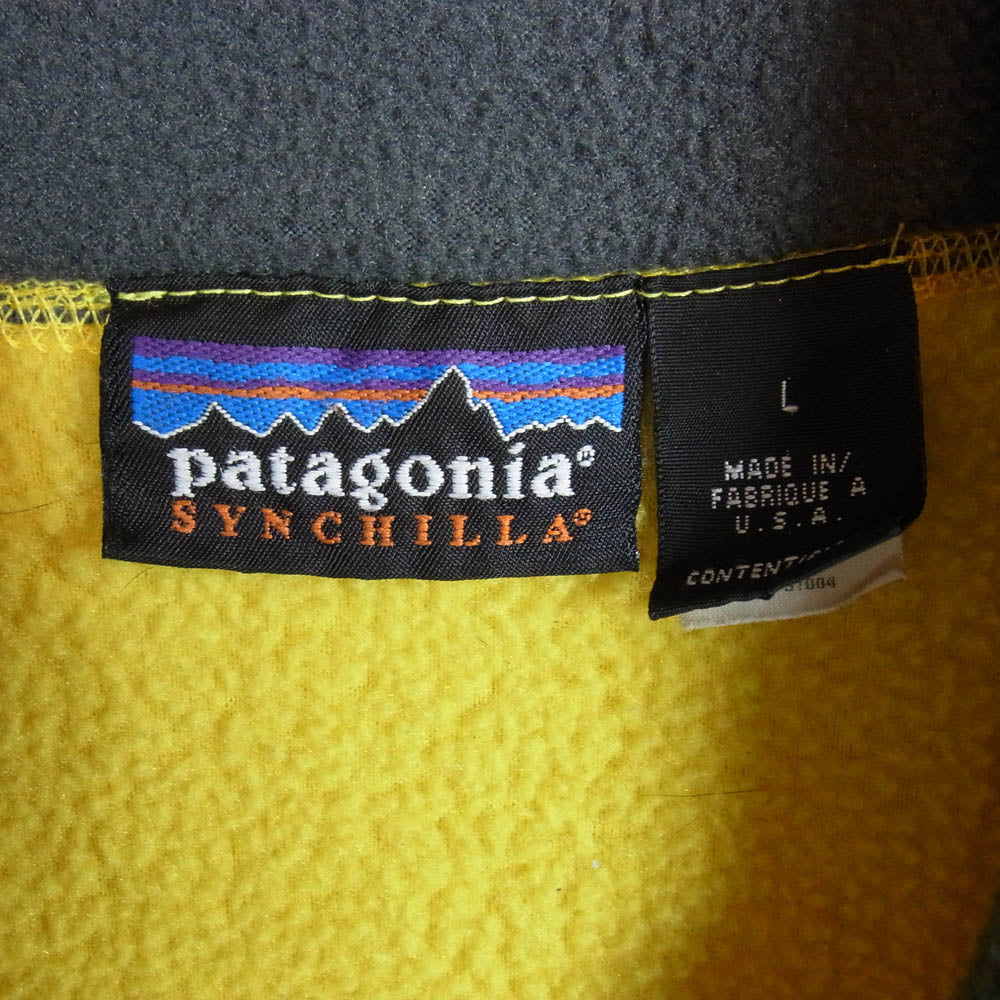 patagonia®
SYNCHILLA®
L
MADE IN/
FABRIQUE A
U.S.A.